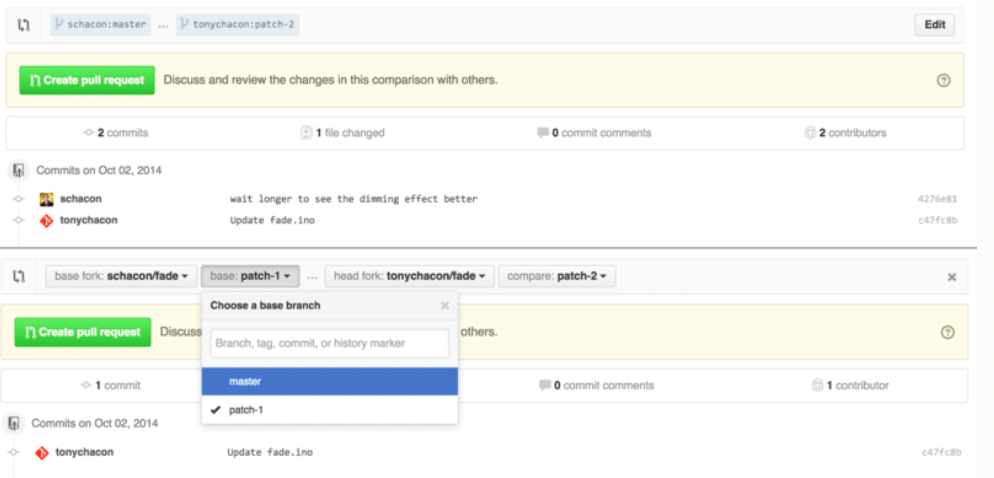 schacon:master ... tonychacon:patch-2 Edit
Create pull request Discuss and review the changes in this comparison with others.
2 commits 1 file changed 0 commit comments 2 contributors
Commits on Oct 02, 2014
schacon wait longer to see the dimming effect better 4276e81
tonychacon Update fade.ino c47fc8b
base fork: schacon/fade base: patch-1 ... head fork: tonychacon/fade compare: patch-2
Choose a base branch
Create pull request Discuss others.
Branch, tag, commit, or history marker
1 commit master 0 commit comments 1 contributor
patch-1
Commits on Oct 02, 2014
tonychacon Update fade.ino c47fc8b